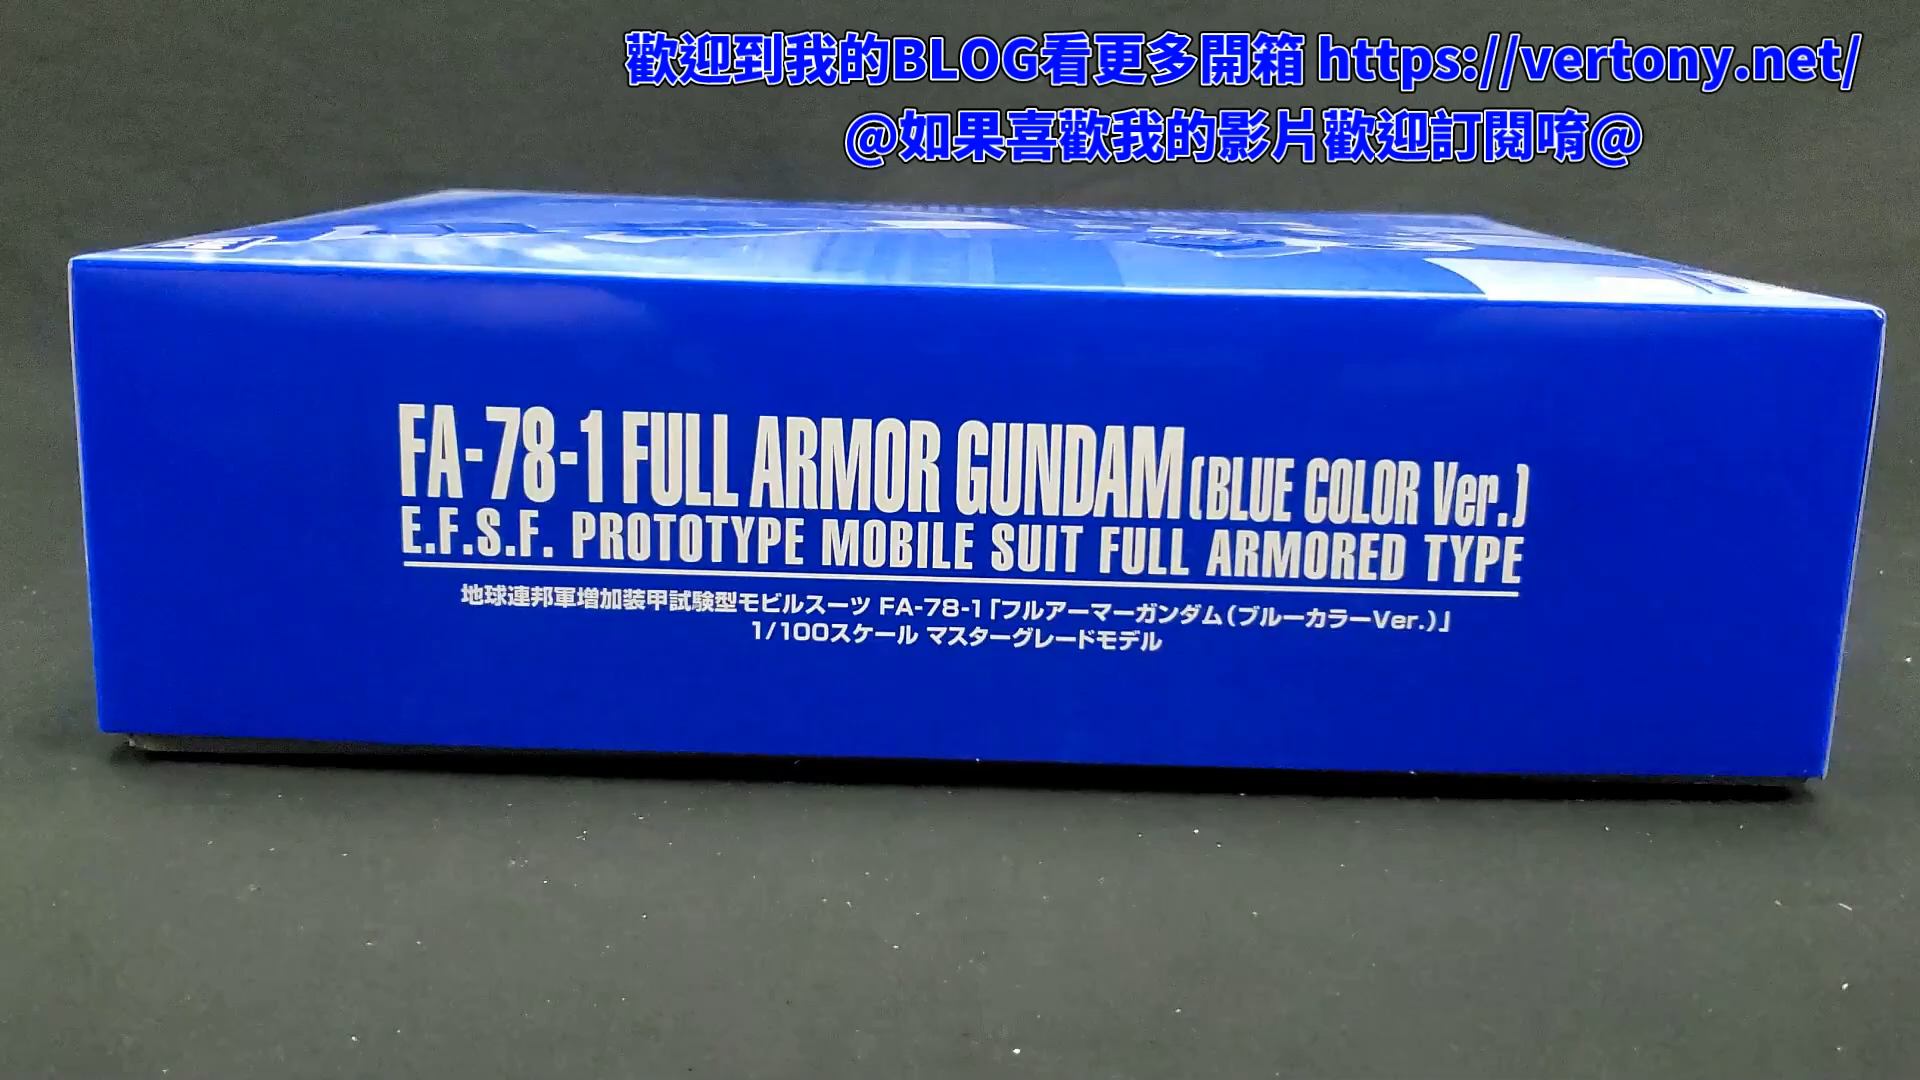 歡迎到我的BLOG看更多開箱 https://vertony.net/
@如果喜歡我的影片歡迎訂閱唷@
FA-78-1 FULL ARMOR GUNDAM (BLUE COLOR Ver.)
E.F.S.F. PROTOTYPE MOBILE SUIT FULL ARMORED TYPE
地球連邦軍増加装甲試験型モビルスーツ FA-78-1「フルアーマーガンダム(ブルーカラーVer.)」
1/100スケール マスターグレードモデル